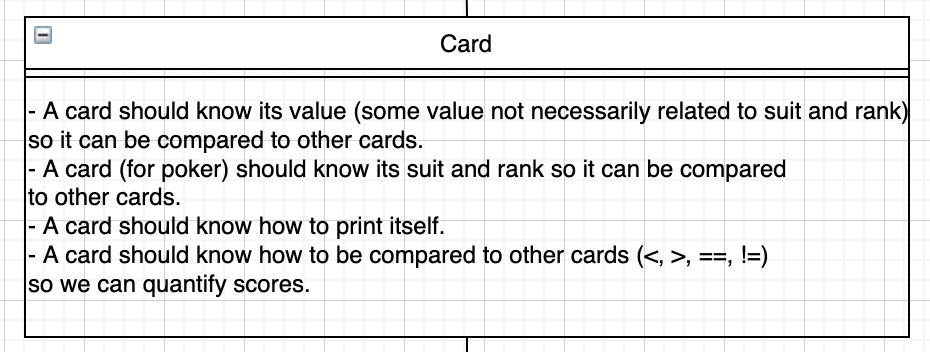 Card
- A card should know its value (some value not necessarily related to suit and rank)
so it can be compared to other cards.
- A card (for poker) should know its suit and rank so it can be compared
to other cards.
- A card should know how to print itself.
- A card should know how to be compared to other cards (<, >, ==, !=)
so we can quantify scores.